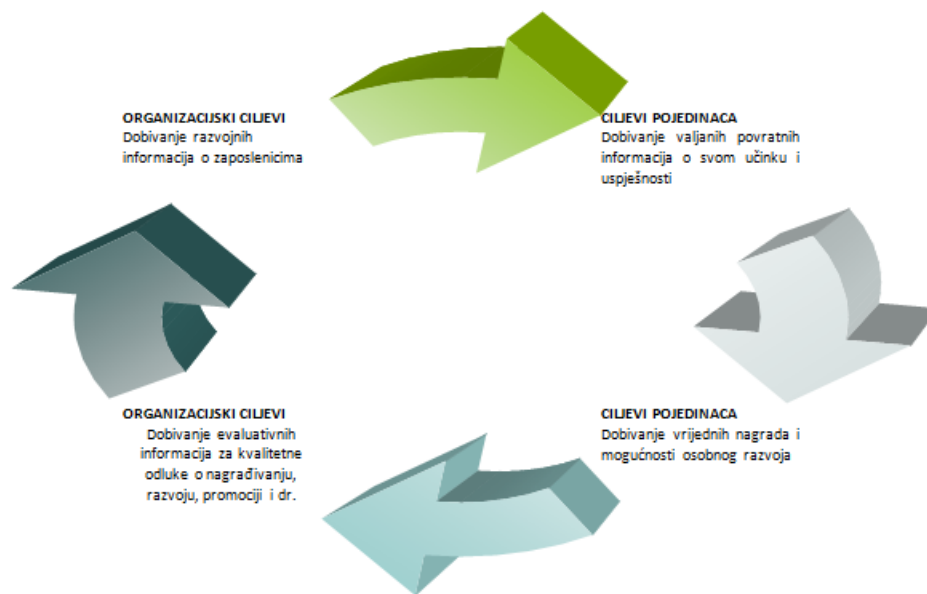 ORGANIZACIJSKI CILJEVI
Dobivanje razvojnih
informacija o zaposlenicima
CILJEVI POJEDINACA
Dobivanje valjanih povratnih
informacija o svom učinku i
uspješnosti
ORGANIZACIJSKI CILJEVI
Dobivanje evaluativnih
informacija za kvalitetne
odluke o nagrađivanju,
razvoju, promociji i dr.
CILJEVI POJEDINACA
Dobivanje vrijednih nagrada i
mogućnosti osobnog razvoja